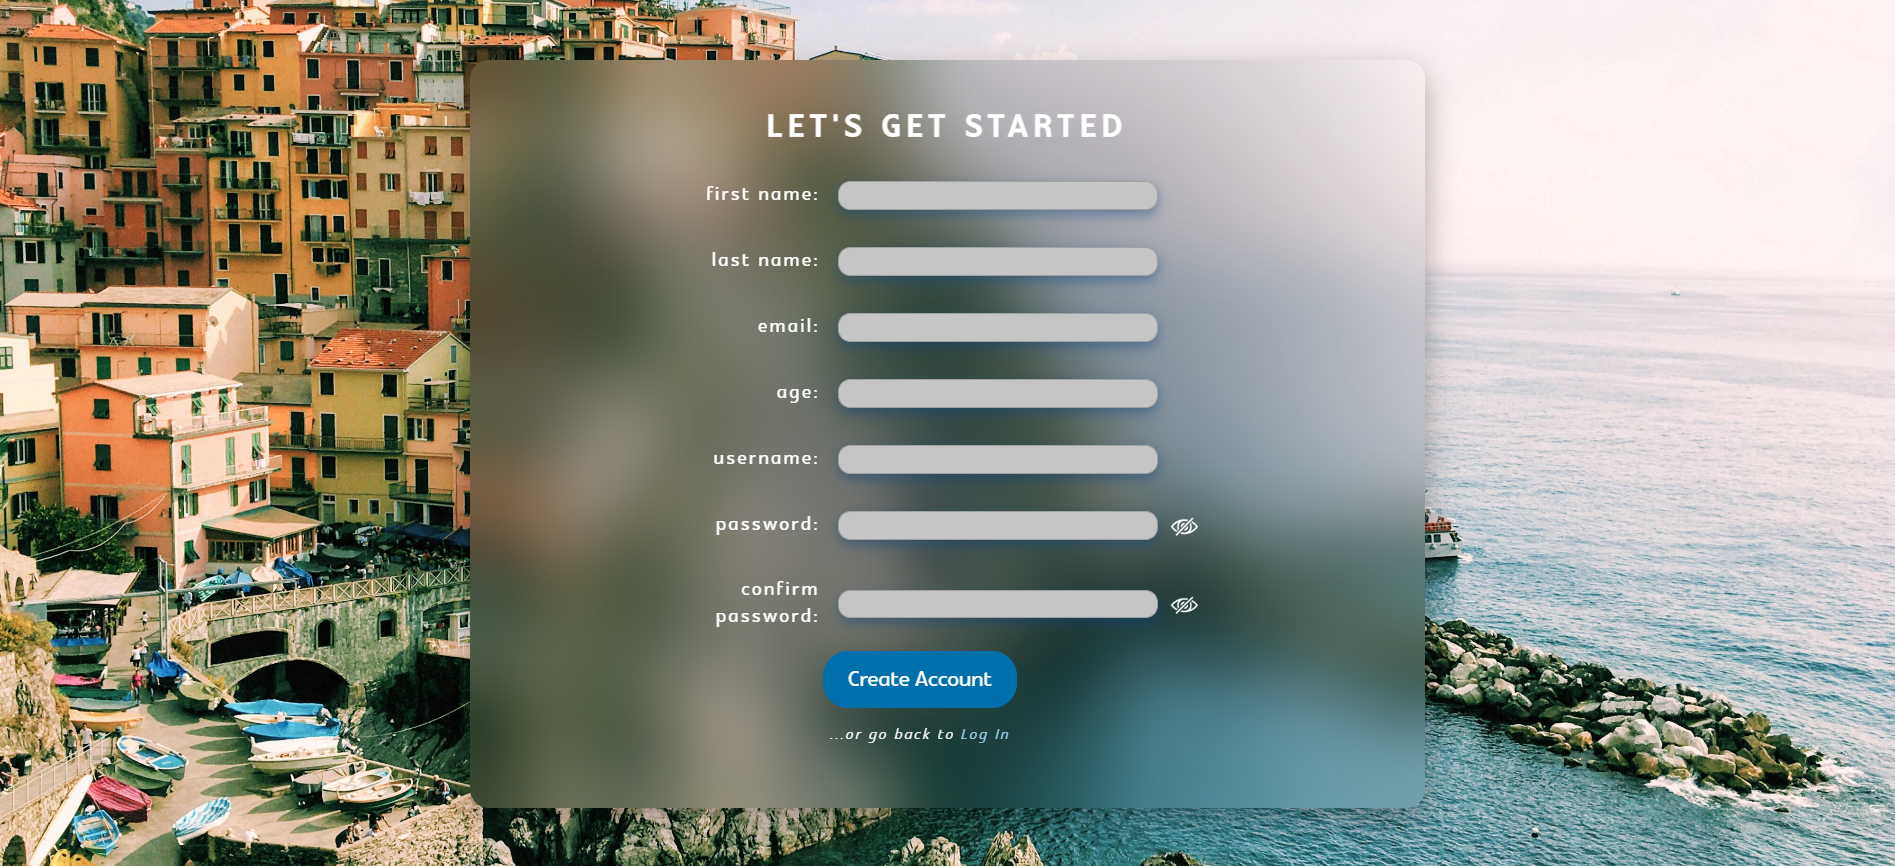 LET'S GET STARTED
first name:
last name:
email:
age:
username:
password:
confirm
password:
Create Account
...or go back to Log In